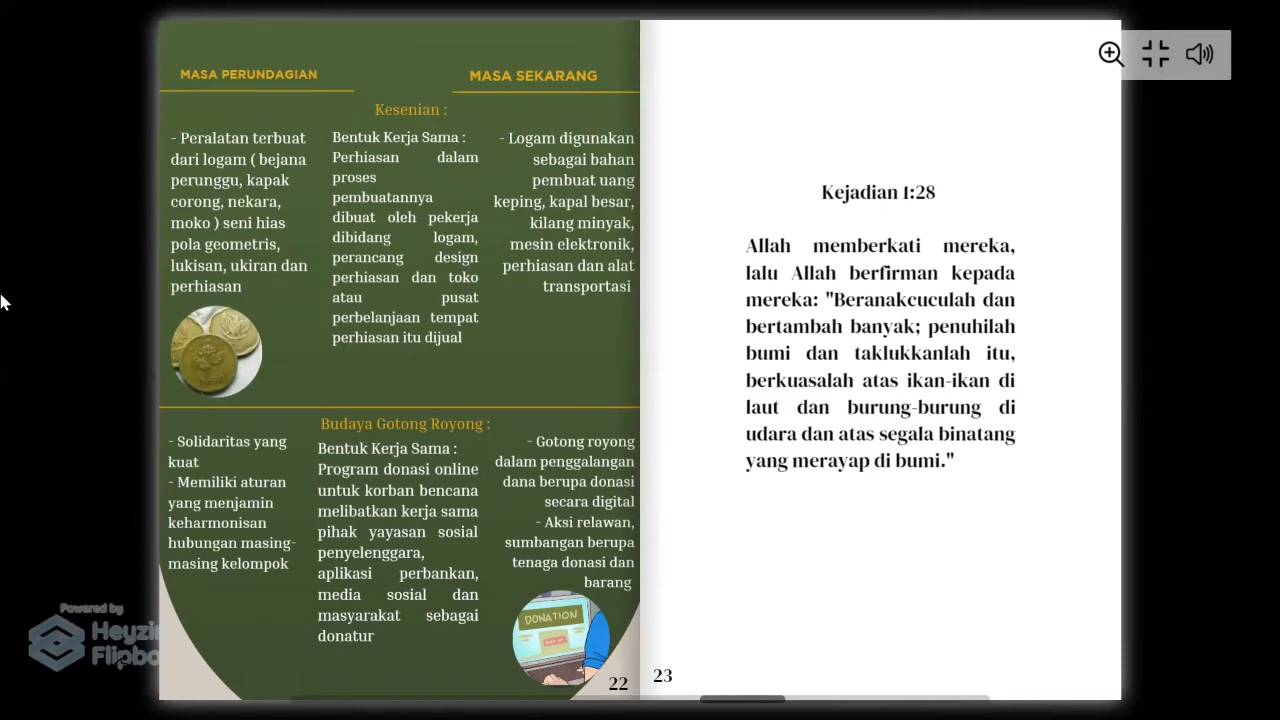 MASA PERUNDAGIAN
MASA SEKARANG
Kesenian :
- Peralatan terbuat
dari logam ( bejana
perunggu, kapak
corong, nekara,
moko ) seni hias
pola geometris,
lukisan, ukiran dan
perhiasan
Bentuk Kerja Sama :
Perhiasan dalam
proses
pembuatannya
dibuat oleh pekerja
dibidang logam,
perancang design
perhiasan dan toko
atau pusat
perbelanjaan tempat
perhiasan itu dijual
- Logam digunakan
sebagai bahan
pembuat uang
keping, kapal besar,
kilang minyak,
mesin elektronik,
perhiasan dan alat
transportasi
Budaya Gotong Royong :
- Solidaritas yang
kuat
- Memiliki aturan
yang menjamin
keharmonisan
hubungan masing-
masing kelompok
Bentuk Kerja Sama :
Program donasi online
untuk korban bencana
melibatkan kerja sama
pihak yayasan sosial
penyelenggara,
aplikasi perbankan,
media sosial dan
masyarakat sebagai
donatur
- Gotong royong
dalam penggalangan
dana berupa donasi
secara digital
- Aksi relawan,
sumbangan berupa
tenaga donasi dan
barang
DONATION
22
Kejadian 1:28
Allah memberkati mereka,
lalu Allah berfirman kepada
mereka: "Beranakcuculah dan
bertambah banyak; penuhilah
bumi dan taklukkanlah itu,
berkuasalah atas ikan-ikan di
laut dan burung-burung di
udara dan atas segala binatang
yang merayap di bumi."
23
Powered by